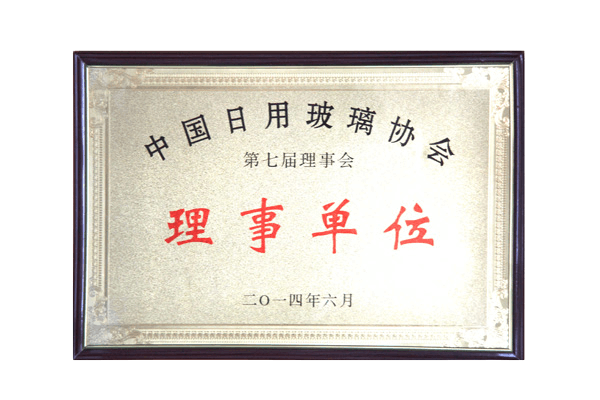 中国日用玻璃协会
第七届理事会
理事单位
二〇一四年六月